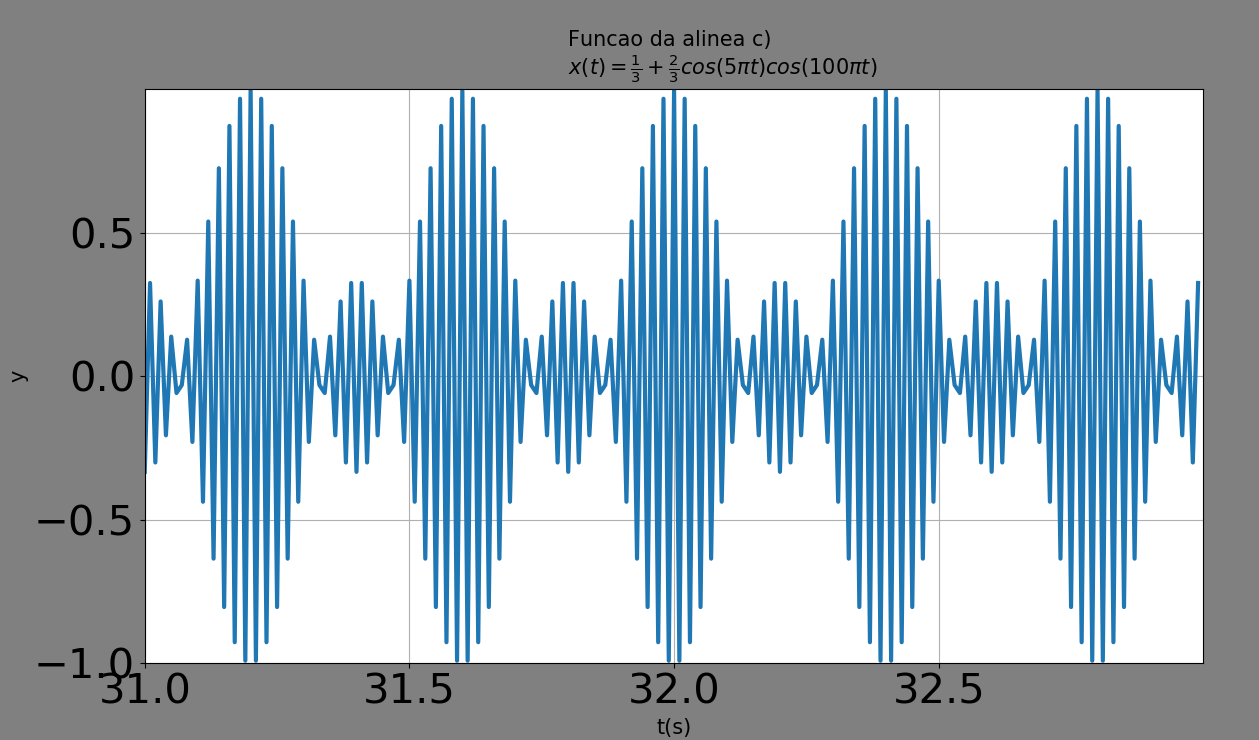 Funcao da alinea c)
x(t) = 1/3 + 2/3 cos(5πt)cos(100πt)
0.5
0.0
y
−0.5
−1.0
31.0 31.5 32.0 32.5
t(s)